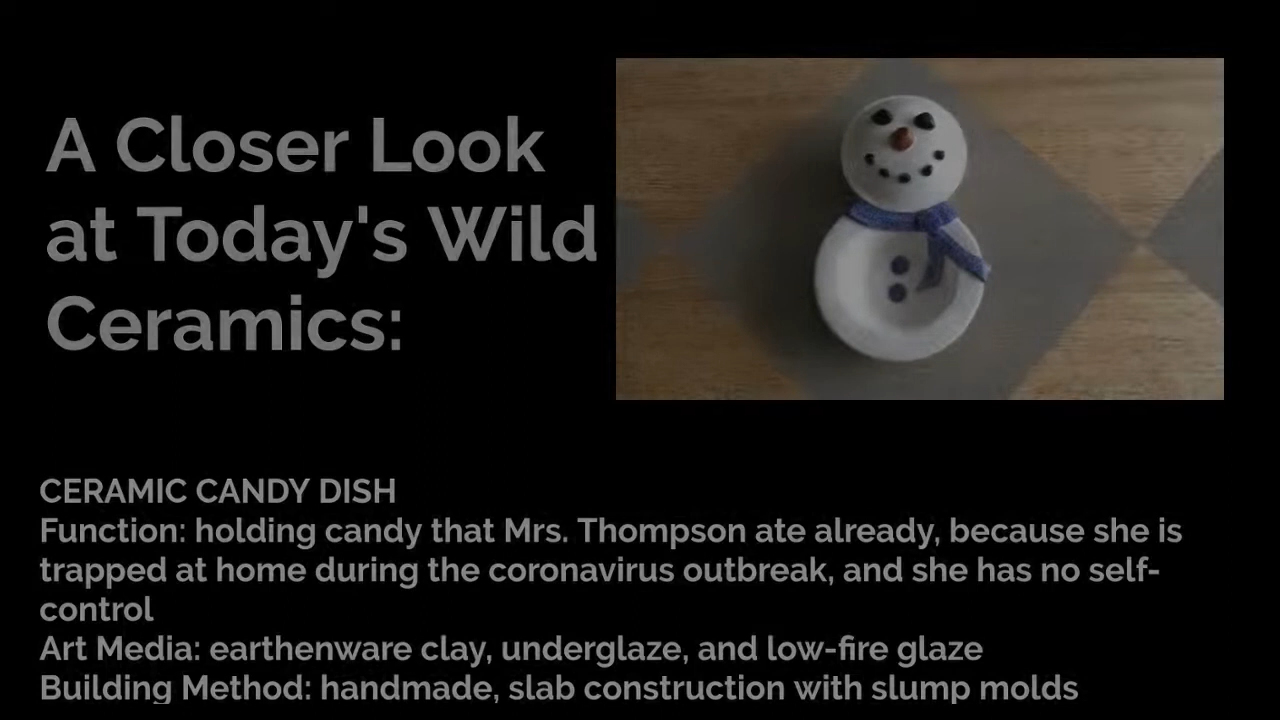 A Closer Look
at Today's Wild
Ceramics:
CERAMIC CANDY DISH
Function: holding candy that Mrs. Thompson ate already, because she is
trapped at home during the coronavirus outbreak, and she has no self-
control
Art Media: earthenware clay, underglaze, and low-fire glaze
Building Method: handmade, slab construction with slump molds